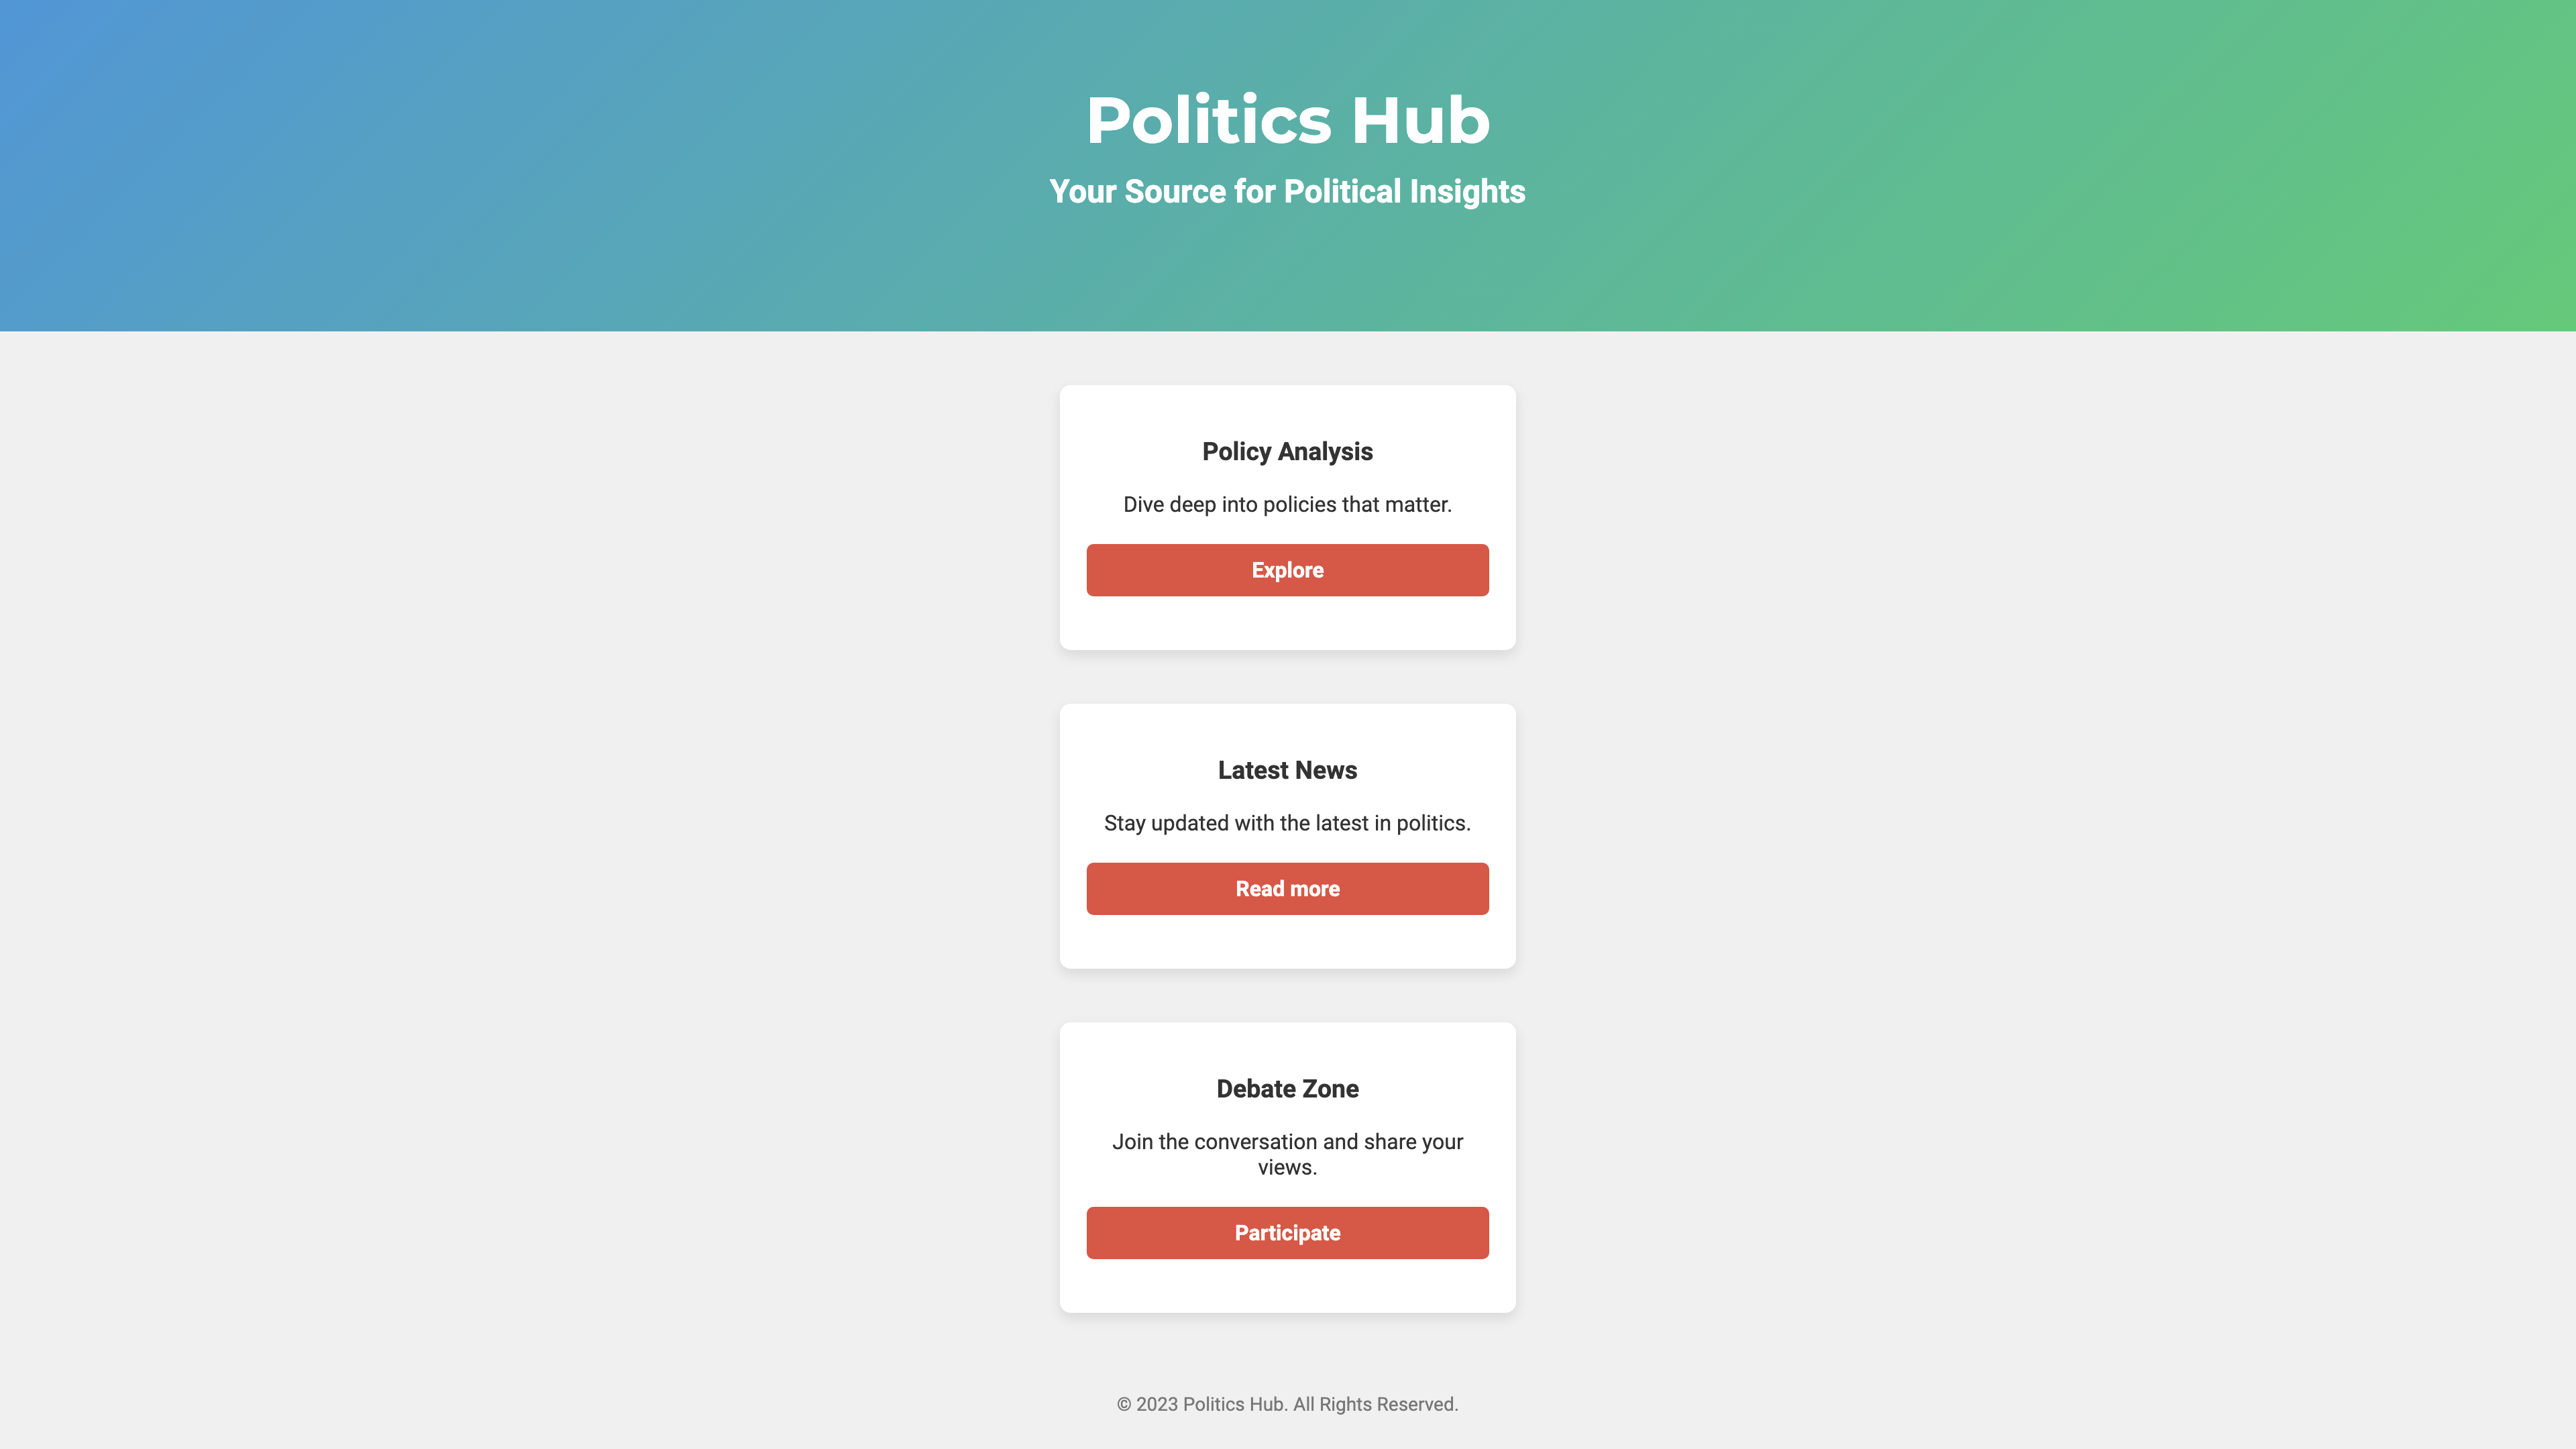 Politics Hub
Your Source for Political Insights
Policy Analysis
Dive deep into policies that matter.
Explore
Latest News
Stay updated with the latest in politics.
Read more
Debate Zone
Join the conversation and share your
views.
Participate
© 2023 Politics Hub. All Rights Reserved.